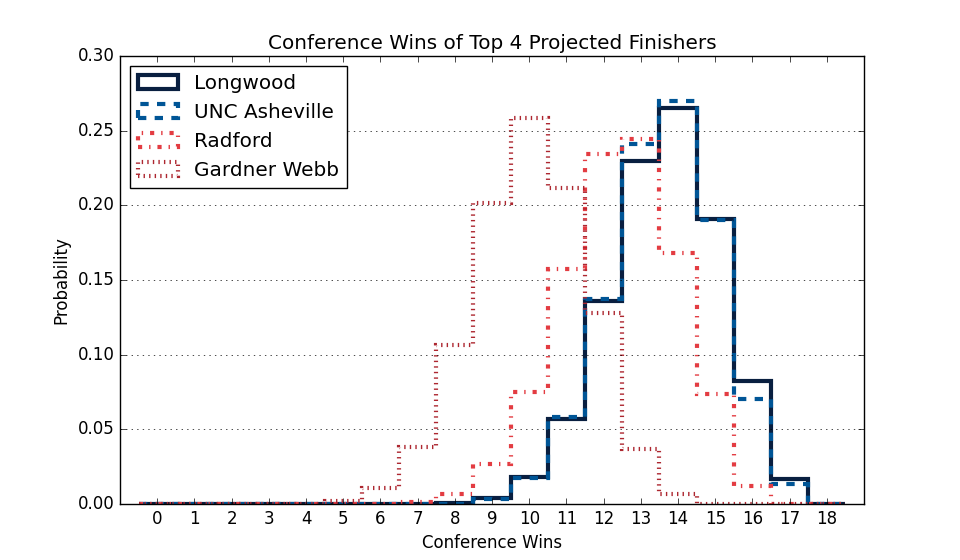 Conference Wins of Top 4 Projected Finishers
Longwood
UNC Asheville
Radford
Gardner Webb
0.30
0.25
0.20
0.15
0.10
0.05
0.00
Probability
0 1 2 3 4 5 6 7 8 9 10 11 12 13 14 15 16 17 18
Conference Wins